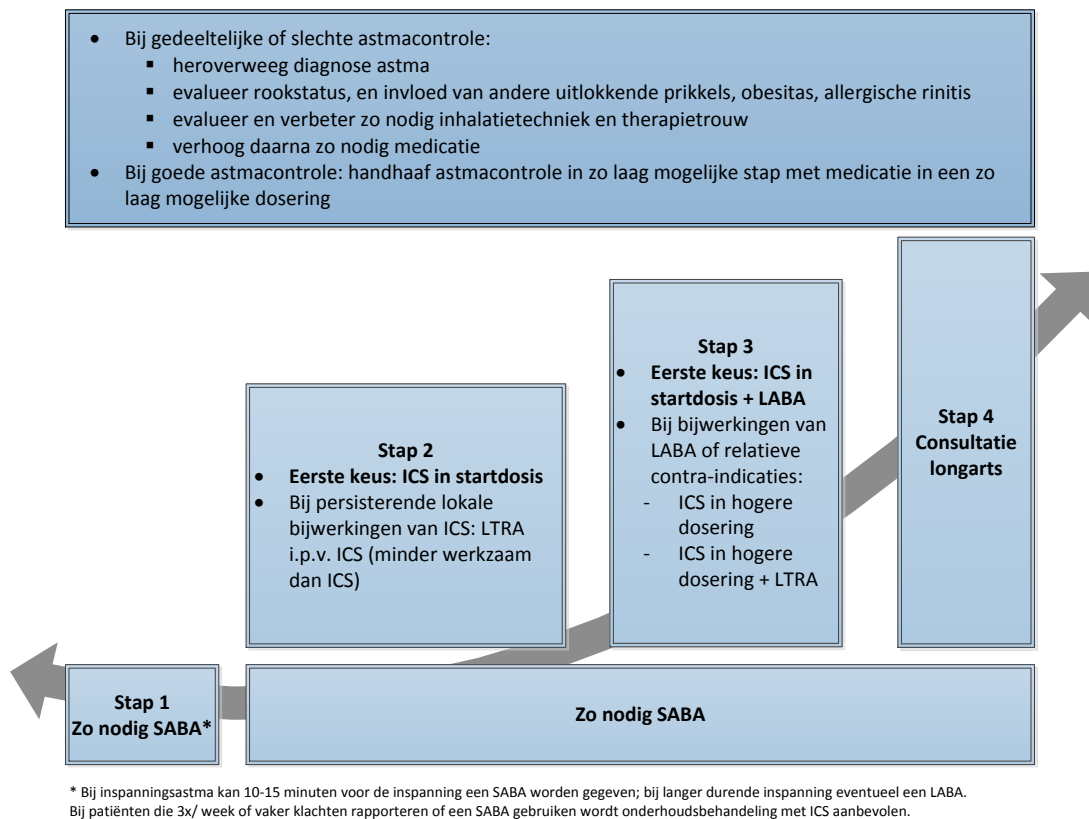 • Bij gedeeltelijke of slechte astmacontrole:
▪ heroverweeg diagnose astma
▪ evalueer rookstatus, en invloed van andere uitlokkende prikkels, obesitas, allergische rinitis
▪ evalueer en verbeter zo nodig inhalatietechniek en therapietrouw
▪ verhoog daarna zo nodig medicatie
• Bij goede astmacontrole: handhaaf astmacontrole in zo laag mogelijke stap met medicatie in een zo
laag mogelijke dosering
Stap 1
Zo nodig SABA*
Stap 2
• Eerste keus: ICS in startdosis
• Bij persisterende lokale
bijwerkingen van ICS: LTRA
i.p.v. ICS (minder werkzaam
dan ICS)
Stap 3
• Eerste keus: ICS in
startdosis + LABA
• Bij bijwerkingen van
LABA of relatieve
contra-indicaties:
- ICS in hogere
dosering
- ICS in hogere
dosering + LTRA
Stap 4
Consultatie
longarts
Zo nodig SABA
* Bij inspanningsastma kan 10-15 minuten voor de inspanning een SABA worden gegeven; bij langer durende inspanning eventueel een LABA.
Bij patiënten die 3x/ week of vaker klachten rapporteren of een SABA gebruiken wordt onderhoudsbehandeling met ICS aanbevolen.